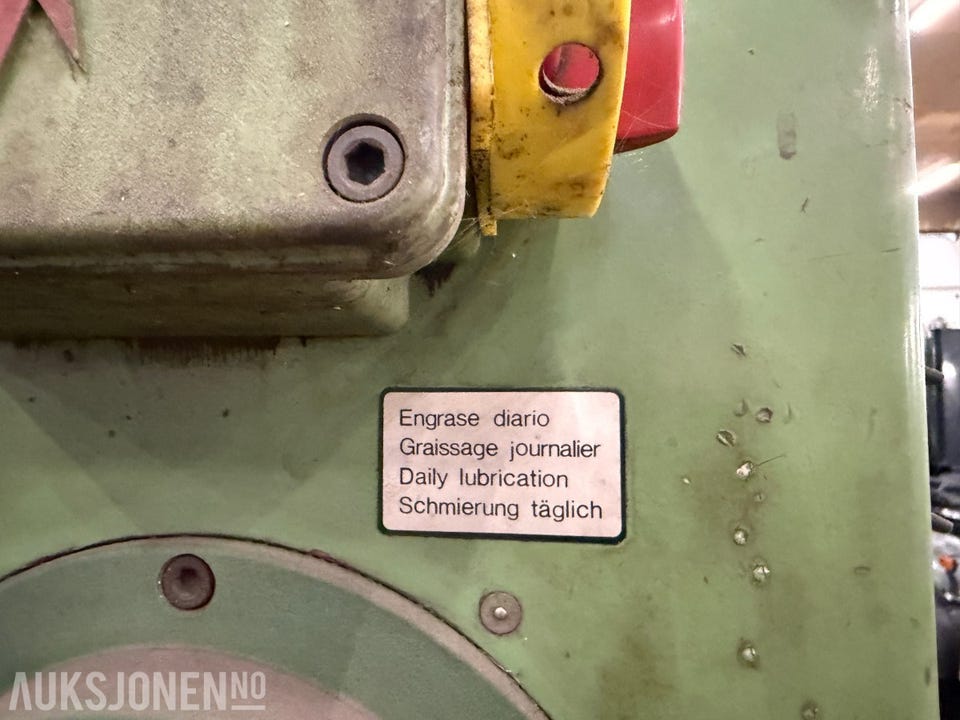 Engrase diario
Graissage journalier
Daily lubrication
Schmierung täglich
AUKSJONEN NO